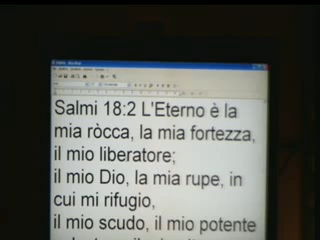 Salmi 18:2 L'Eterno è la
mia ròcca, la mia fortezza,
il mio liberatore;
il mio Dio, la mia rupe, in
cui mi rifugio,
il mio scudo, il mio potente